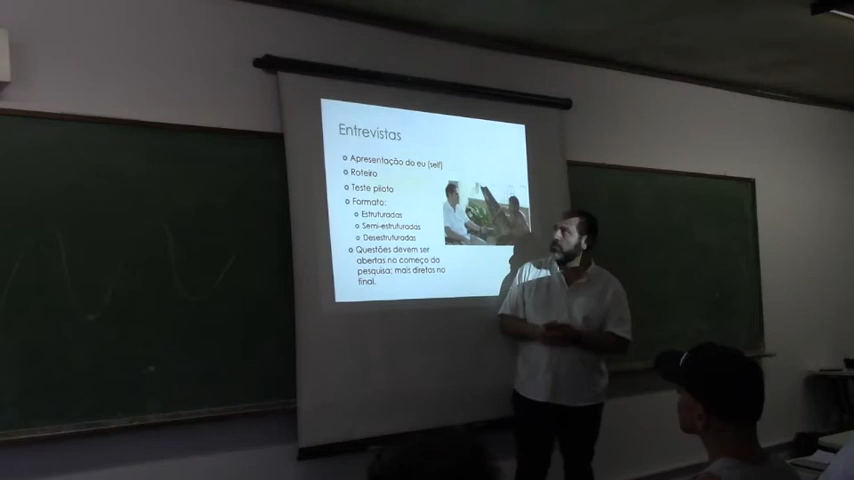 Entrevistas
Apresentação do eu (self)
Roteiro
Teste piloto
Formato:
Estruturadas
Semi-estruturadas
Desestruturadas
Questões devem ser
abertas no começo da
pesquisa; mais diretas no
final.